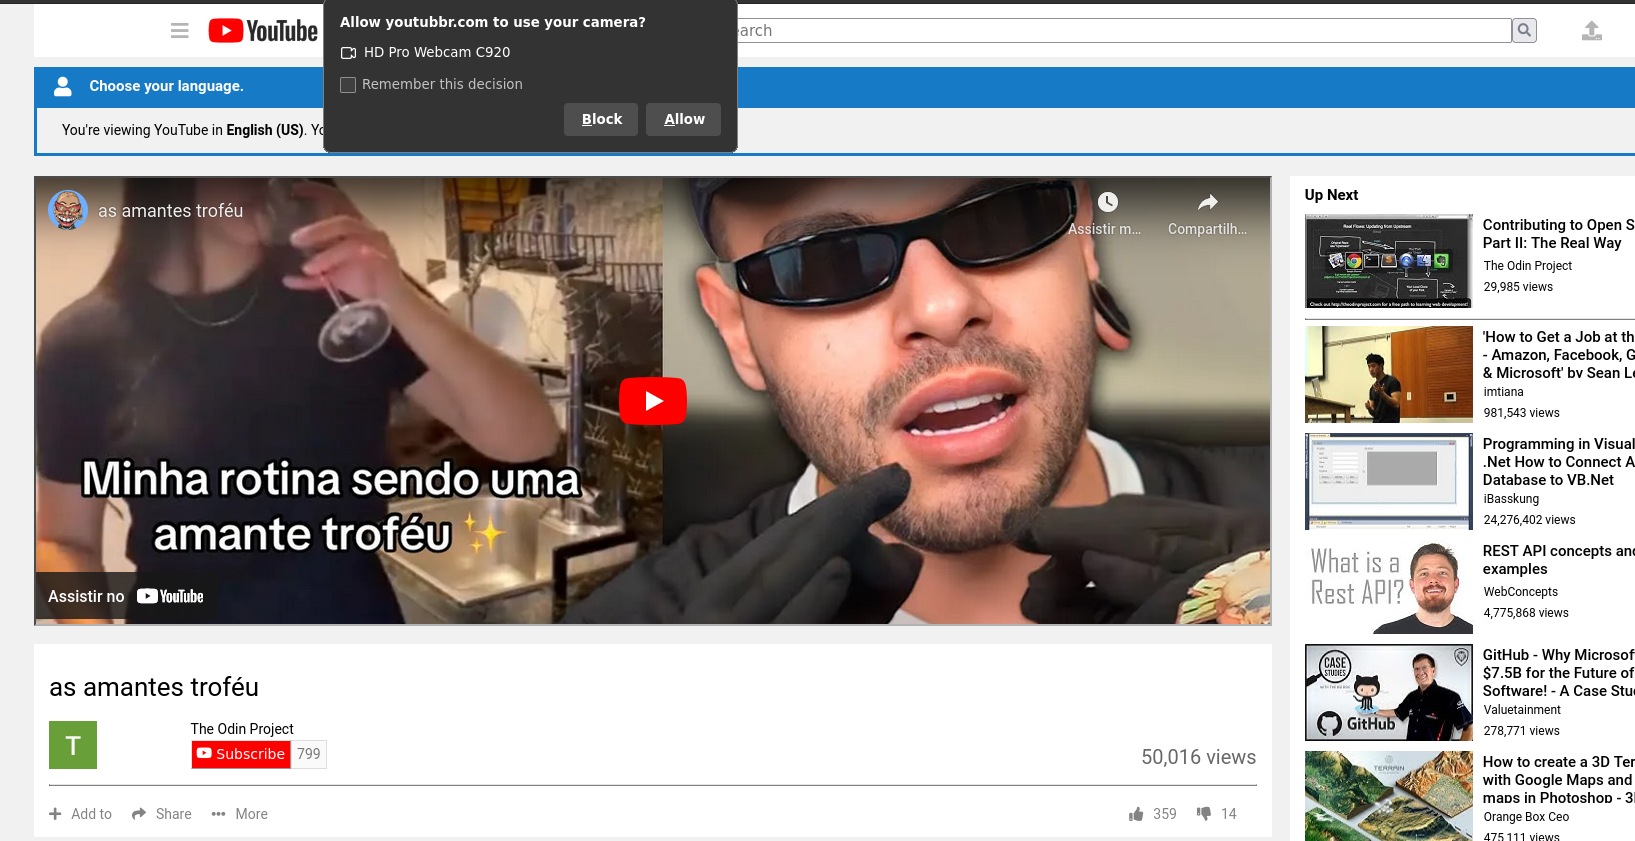 Allow youtubbr.com to use your camera?
HD Pro Webcam C920
Remember this decision
Block
Allow
YouTube
earch
Choose your language.
You're viewing YouTube in English (US). Yo
as amantes troféu
Assistir m...
Compartilh...
Minha rotina sendo uma
amante troféu ✨
Assistir no YouTube
as amantes troféu
T
The Odin Project
Subscribe 799
50,016 views
Add to
Share
More
359
14
Up Next
Contributing to Open S
Part II: The Real Way
The Odin Project
29,985 views
'How to Get a Job at th
- Amazon, Facebook, G
& Microsoft' by Sean Le
imtiana
981,543 views
Programming in Visual
.Net How to Connect A
Database to VB.Net
iBasskung
24,276,402 views
What is a
Rest API?
REST API concepts and
examples
WebConcepts
4,775,868 views
CASE
STUDIES
GitHub
GitHub - Why Microsof
$7.5B for the Future of
Software! - A Case Stud
Valuetainment
278,771 views
TERRAIN
How to create a 3D Ter
with Google Maps and
maps in Photoshop - 3
Orange Box Ceo
475,111 views